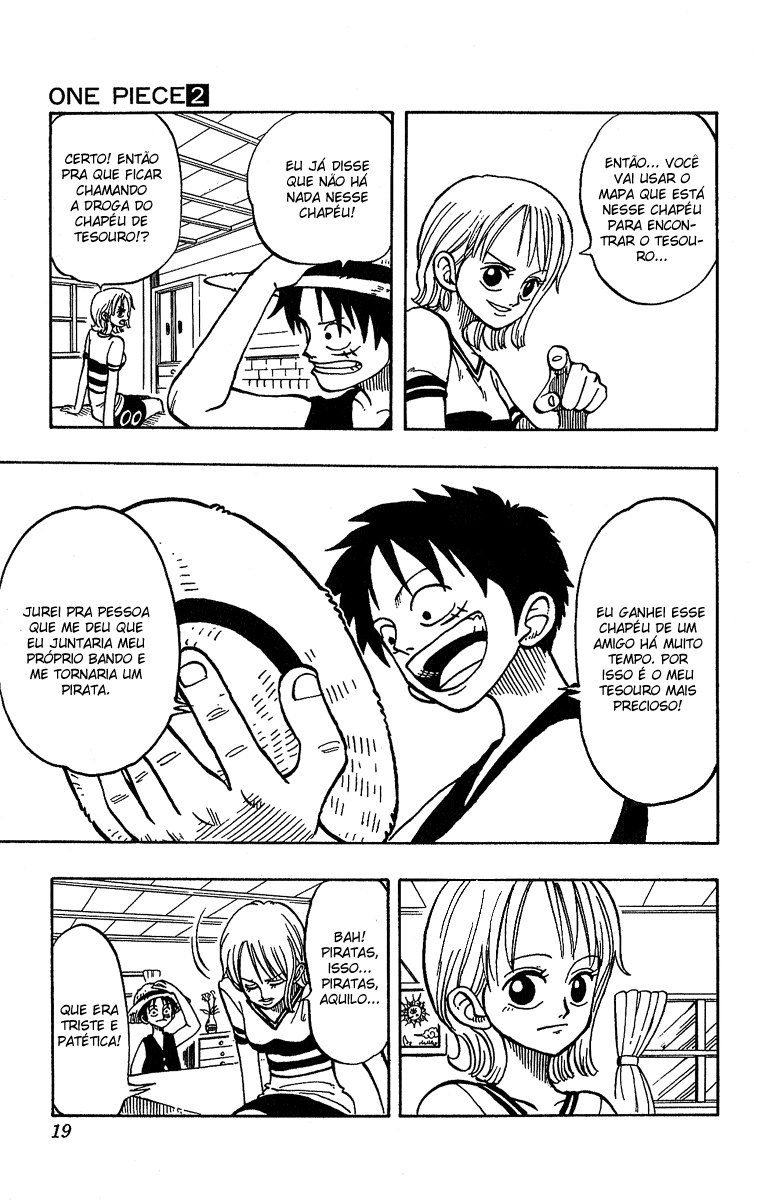 ONE PIECE 2
ENTÃO... VOCÊ
VAI USAR O
MAPA QUE ESTÁ
NESSE CHAPÉU
PARA ENCON-
TRAR O TESOU-
RO...
EU JÁ DISSE
QUE NÃO HÁ
NADA NESSE
CHAPÉU!
CERTO! ENTÃO
PRA QUE FICAR
CHAMANDO
A DROGA DO
CHAPÉU DE
TESOURO!?
EU GANHEI ESSE
CHAPÉU DE UM
AMIGO HÁ MUITO
TEMPO. POR
ISSO É O MEU
TESOURO MAIS
PRECIOSO!
JUREI PRA PESSOA
QUE ME DEU QUE
EU JUNTARIA MEU
PRÓPRIO BANDO E
ME TORNARIA UM
PIRATA.
BAH!
PIRATAS,
ISSO...
PIRATAS,
AQUILO...
QUE ERA
TRISTE E
PATÉTICA!
19